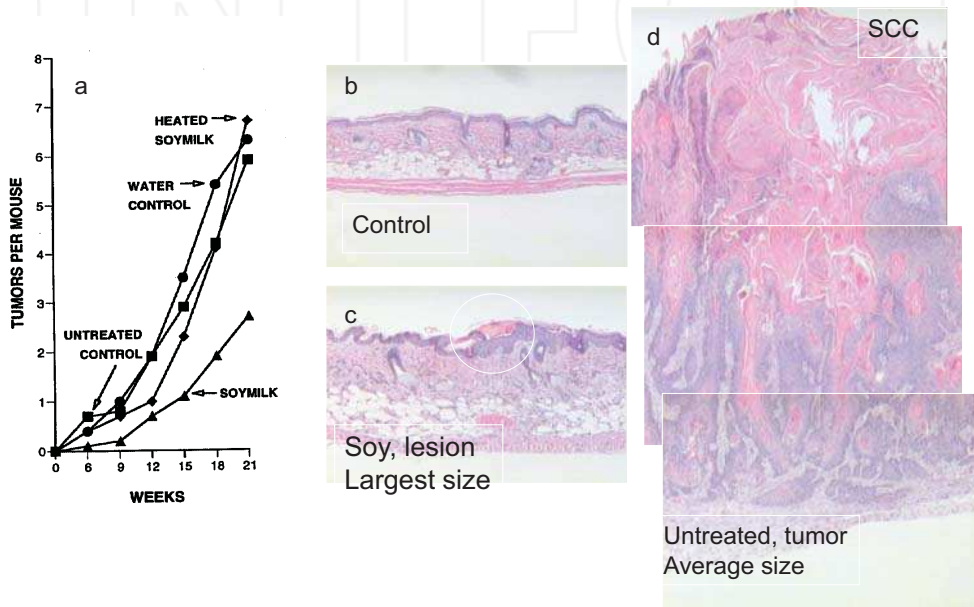 a
8
7
6
5
4
3
2
1
0
TUMORS PER MOUSE
HEATED
SOYMILK
WATER
CONTROL
UNTREATED
CONTROL
SOYMILK
0 6 9 12 15 18 21
WEEKS
b
Control
c
Soy, lesion
Largest size
d
SCC
Untreated, tumor
Average size